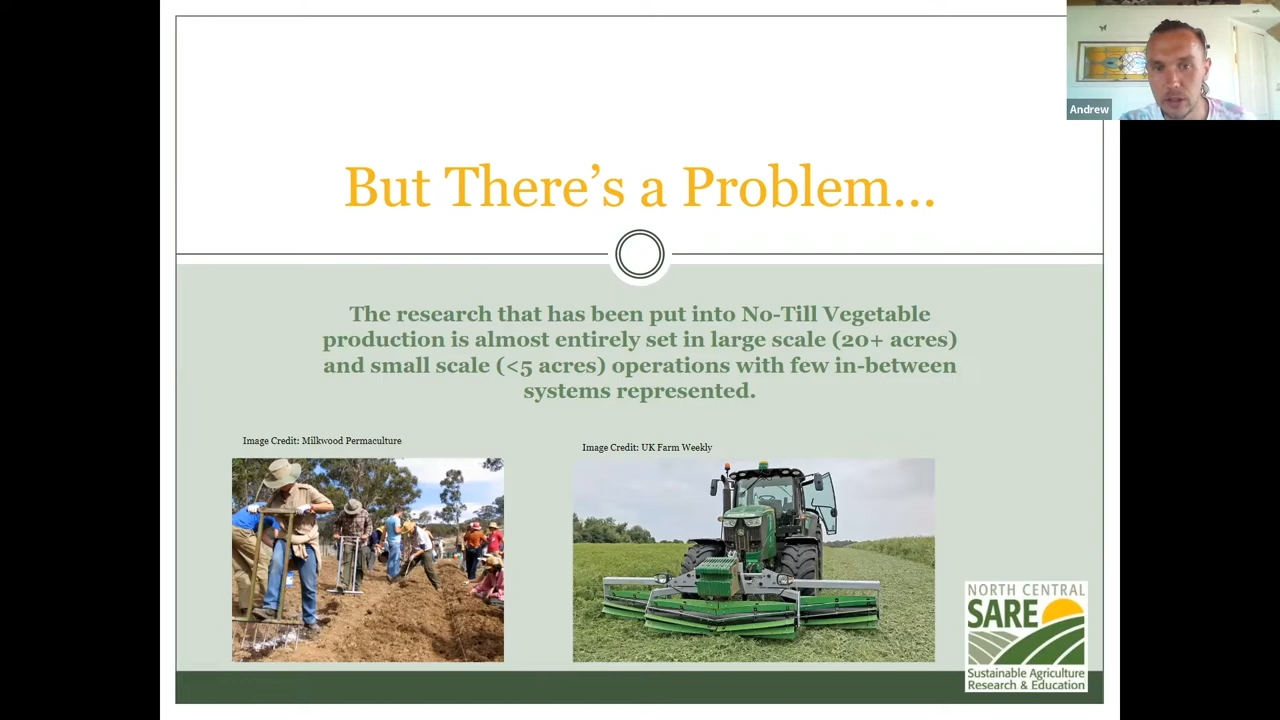 Andrew
But There's a Problem...
The research that has been put into No-Till Vegetable
production is almost entirely set in large scale (20+ acres)
and small scale (<5 acres) operations with few in-between
systems represented.
Image Credit: Milkwood Permaculture
Image Credit: UK Farm Weekly
NORTH CENTRAL
SARE
Sustainable Agriculture
Research & Education